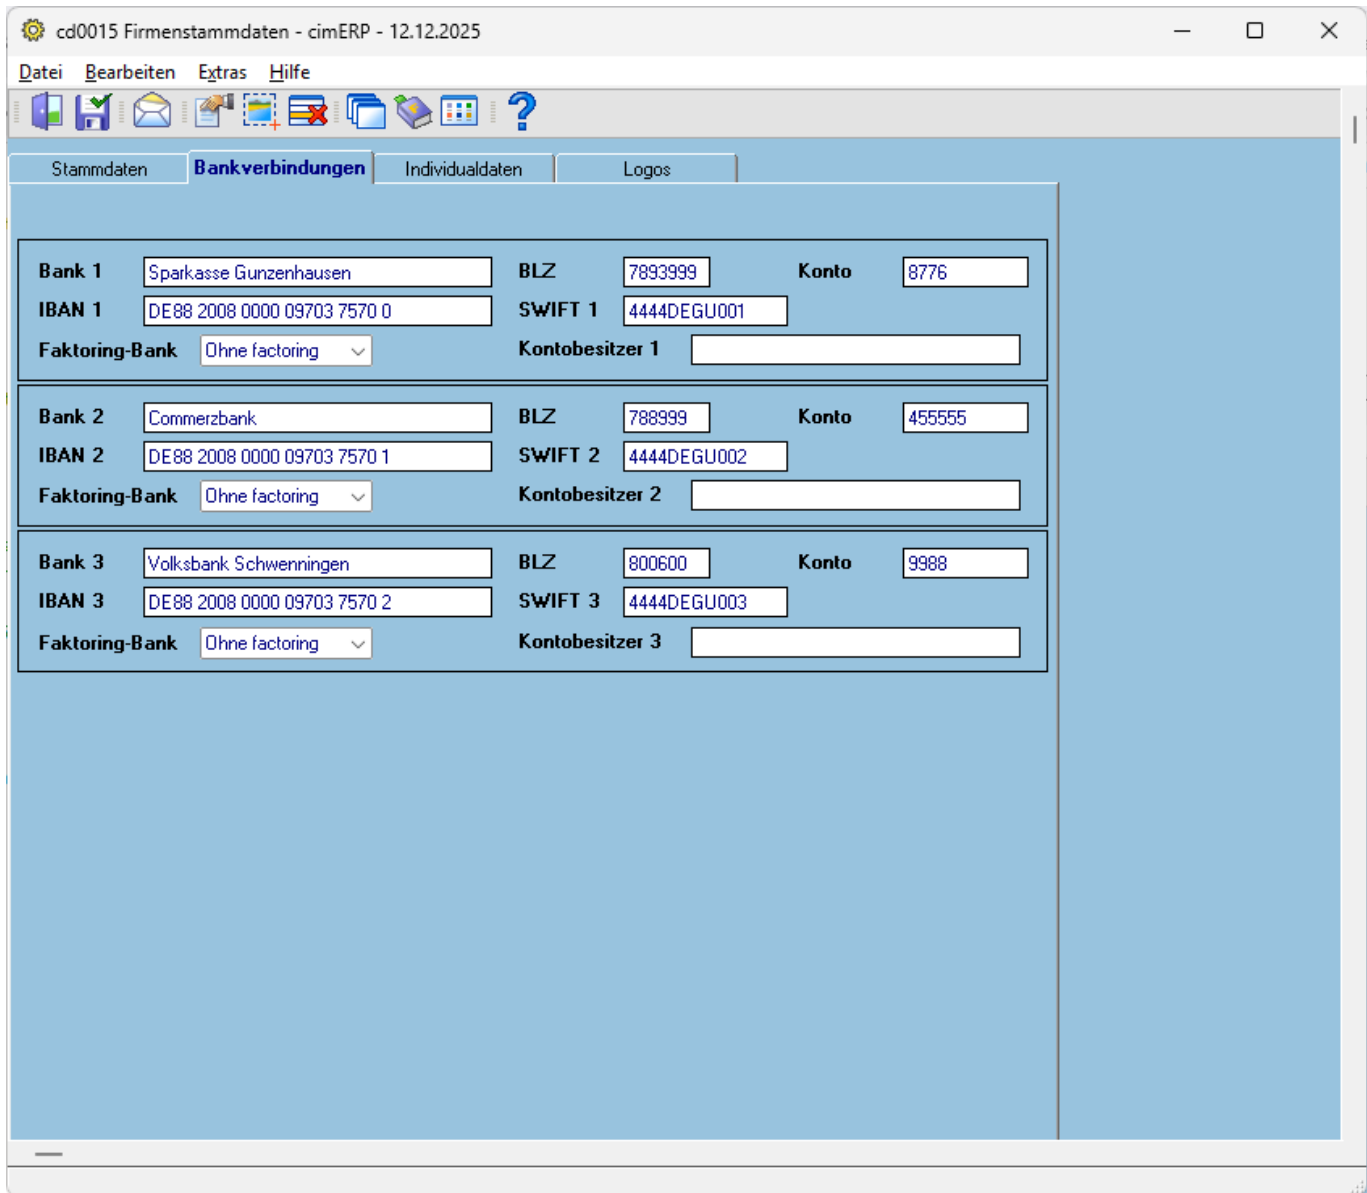 cd0015 Firmenstammdaten - cimERP - 12.12.2025
Datei Bearbeiten Extras Hilfe
Stammdaten Bankverbindungen Individualdaten Logos
Bank 1 Sparkasse Gunzenhausen BLZ 7893999 Konto 8776
IBAN 1 DE88 2008 0000 09703 7570 0 SWIFT 1 4444DEGU001
Faktoring-Bank Ohne factoring Kontobesitzer 1
Bank 2 Commerzbank BLZ 788999 Konto 455555
IBAN 2 DE88 2008 0000 09703 7570 1 SWIFT 2 4444DEGU002
Faktoring-Bank Ohne factoring Kontobesitzer 2
Bank 3 Volksbank Schwenningen BLZ 800600 Konto 9988
IBAN 3 DE88 2008 0000 09703 7570 2 SWIFT 3 4444DEGU003
Faktoring-Bank Ohne factoring Kontobesitzer 3